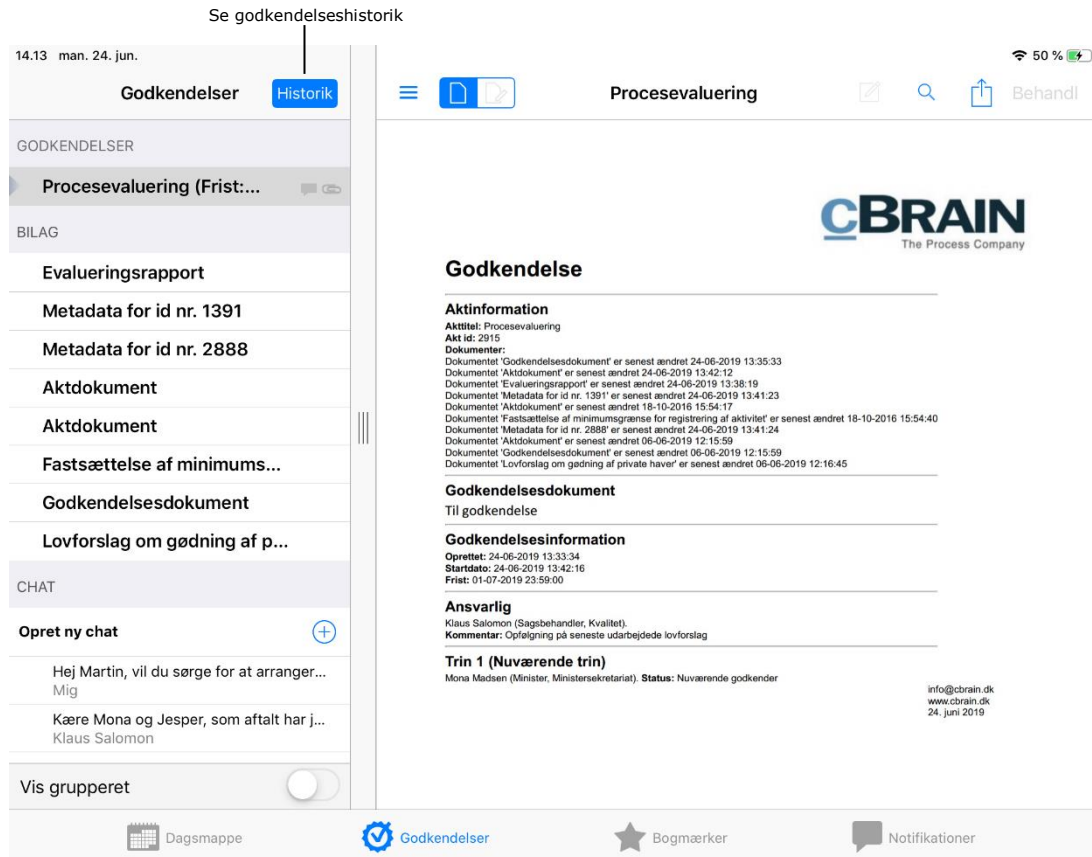 Se godkendelseshistorik
14.13 man. 24. jun.
50 %
Godkendelser
Historik
Procesevaluering
Behandl
GODKENDELSER
Procesevaluering (Frist:...
BILAG
Evalueringsrapport
Metadata for id nr. 1391
Metadata for id nr. 2888
Aktdokument
Aktdokument
Fastsættelse af minimums...
Godkendelsesdokument
Lovforslag om gødning af p...
CHAT
Opret ny chat
Hej Martin, vil du sørge for at arranger...
Mig
Kære Mona og Jesper, som aftalt har j...
Klaus Salomon
Vis grupperet
CBRAIN
The Process Company
Godkendelse
Aktinformation
Akttitel: Procesevaluering
Akt id: 2915
Dokumenter:
Dokumentet 'Godkendelsesdokument' er senest ændret 24-06-2019 13:35:33
Dokumentet 'Aktdokument' er senest ændret 24-06-2019 13:42:12
Dokumentet 'Evalueringsrapport' er senest ændret 24-06-2019 13:38:19
Dokumentet 'Metadata for id nr. 1391' er senest ændret 24-06-2019 13:41:23
Dokumentet 'Aktdokument' er senest ændret 18-10-2016 15:54:17
Dokumentet 'Fastsættelse af minimumsgrænse for registrering af aktivitet' er senest ændret 18-10-2016 15:54:40
Dokumentet 'Metadata for id nr. 2888' er senest ændret 24-06-2019 13:41:24
Dokumentet 'Aktdokument' er senest ændret 06-06-2019 12:15:59
Dokumentet 'Godkendelsesdokument' er senest ændret 06-06-2019 12:15:59
Dokumentet 'Lovforslag om gødning af private haver' er senest ændret 06-06-2019 12:16:45
Godkendelsesdokument
Til godkendelse
Godkendelsesinformation
Oprettet: 24-06-2019 13:33:34
Startdato: 24-06-2019 13:42:16
Frist: 01-07-2019 23:59:00
Ansvarlig
Klaus Salomon (Sagsbehandler, Kvalitet).
Kommentar: Opfølgning på seneste udarbejdede lovforslag
Trin 1 (Nuværende trin)
Mona Madsen (Minister, Ministersekretariat). Status: Nuværende godkender
info@cbrain.dk
www.cbrain.dk
24. juni 2019
Dagsmappe
Godkendelser
Bogmærker
Notifikationer